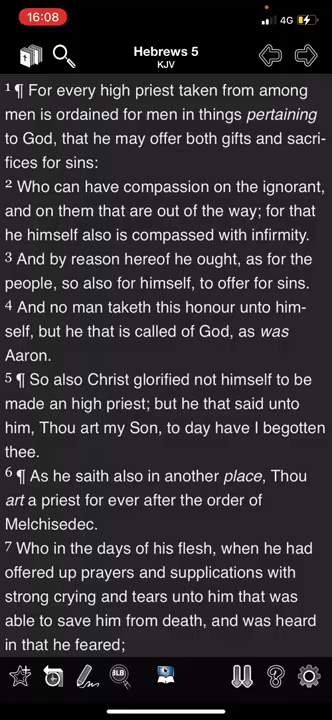 16:08
4G
Hebrews 5
KJV
1 ¶ For every high priest taken from among
men is ordained for men in things pertaining
to God, that he may offer both gifts and sacri-
fices for sins:
2 Who can have compassion on the ignorant,
and on them that are out of the way; for that
he himself also is compassed with infirmity.
3 And by reason hereof he ought, as for the
people, so also for himself, to offer for sins.
4 And no man taketh this honour unto him-
self, but he that is called of God, as was
Aaron.
5 ¶ So also Christ glorified not himself to be
made an high priest; but he that said unto
him, Thou art my Son, to day have I begotten
thee.
6 ¶ As he saith also in another place, Thou
art a priest for ever after the order of
Melchisedec.
7 Who in the days of his flesh, when he had
offered up prayers and supplications with
strong crying and tears unto him that was
able to save him from death, and was heard
in that he feared;
BLB